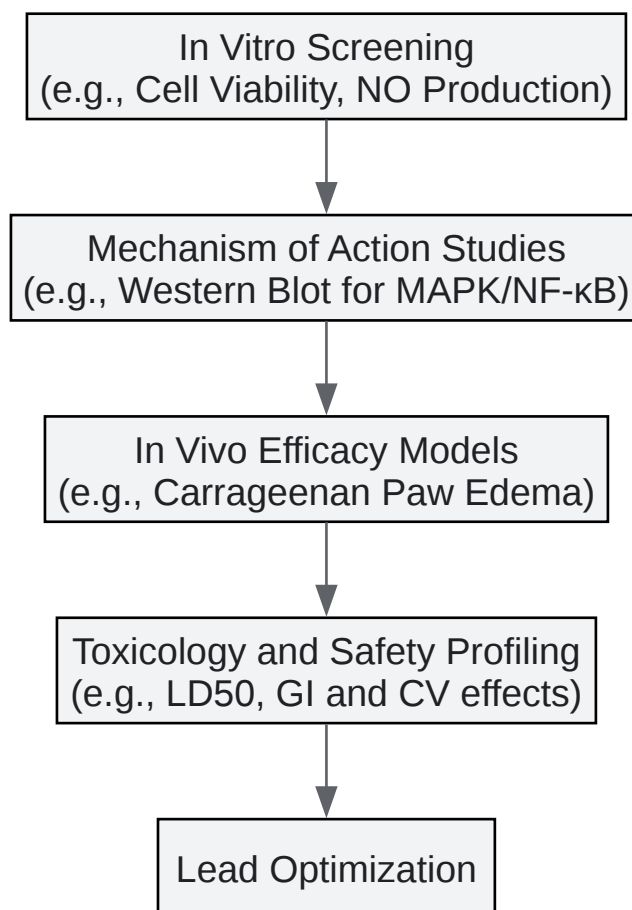 In Vitro Screening
(e.g., Cell Viability, NO Production)
Mechanism of Action Studies
(e.g., Western Blot for MAPK/NF-κB)
In Vivo Efficacy Models
(e.g., Carrageenan Paw Edema)
Toxicology and Safety Profiling
(e.g., LD50, GI and CV effects)
Lead Optimization